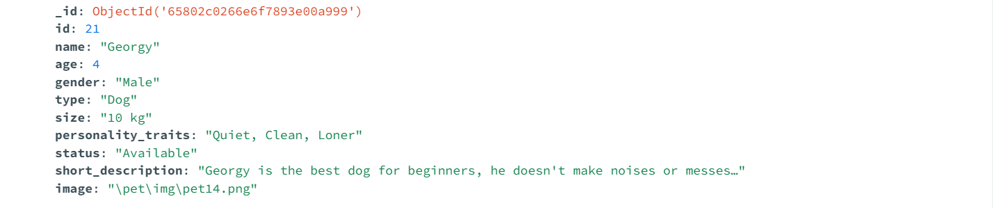 _id: ObjectId('65802c0266e6f7893e00a999')
id: 21
name: "Georgy"
age: 4
gender: "Male"
type: "Dog"
size: "10 kg"
personality_traits: "Quiet, Clean, Loner"
status: "Available"
short_description: "Georgy is the best dog for beginners, he doesn't make noises or messes…"
image: "\pet\img\pet14.png"